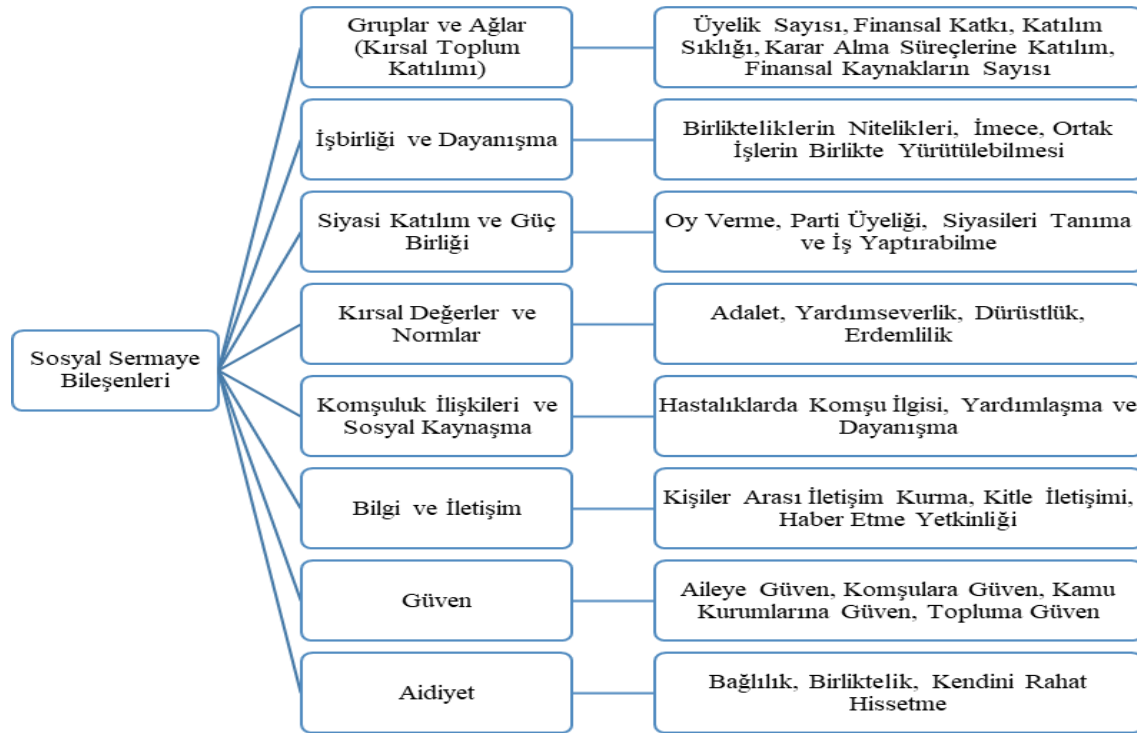 Gruplar ve Ağlar
(Kırsal Toplum
Katılımı)
Üyelik Sayısı, Finansal Katkı, Katılım
Sıklığı, Karar Alma Süreçlerine Katılım,
Finansal Kaynakların Sayısı
İşbirliği ve Dayanışma
Birlikteliklerin Nitelikleri, İmece, Ortak
İşlerin Birlikte Yürütülebilmesi
Siyasi Katılım ve Güç
Birliği
Oy Verme, Parti Üyeliği, Siyasileri Tanıma
ve İş Yaptırabilme
Sosyal Sermaye
Bileşenleri
Kırsal Değerler ve
Normlar
Adalet, Yardımseverlik, Dürüstlük,
Erdemlilik
Komşuluk İlişkileri ve
Sosyal Kaynaşma
Hastalıklarda Komşu İlgisi, Yardımlaşma ve
Dayanışma
Bilgi ve İletişim
Kişiler Arası İletişim Kurma, Kitle İletişimi,
Haber Etme Yetkinliği
Güven
Aileye Güven, Komşulara Güven, Kamu
Kurumlarına Güven, Topluma Güven
Aidiyet
Bağlılık, Birliktelik, Kendini Rahat
Hissetme